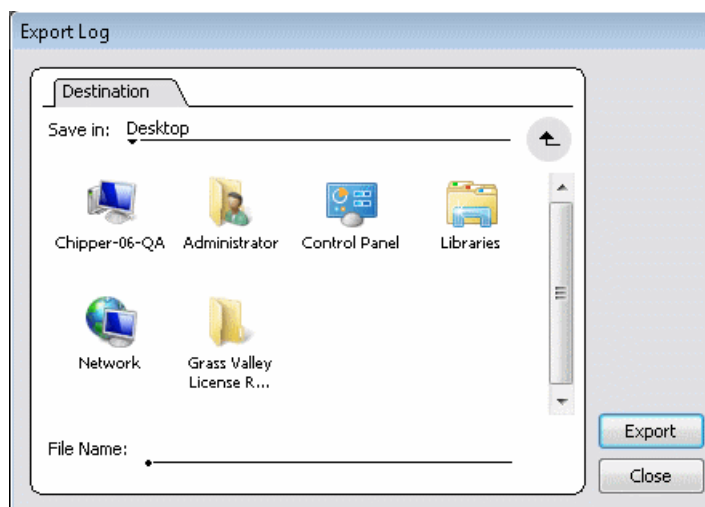 Export Log
Destination
Save in: Desktop
Chipper-06-QA
Administrator
Control Panel
Libraries
Network
Grass Valley
License R...
File Name:
Export
Close